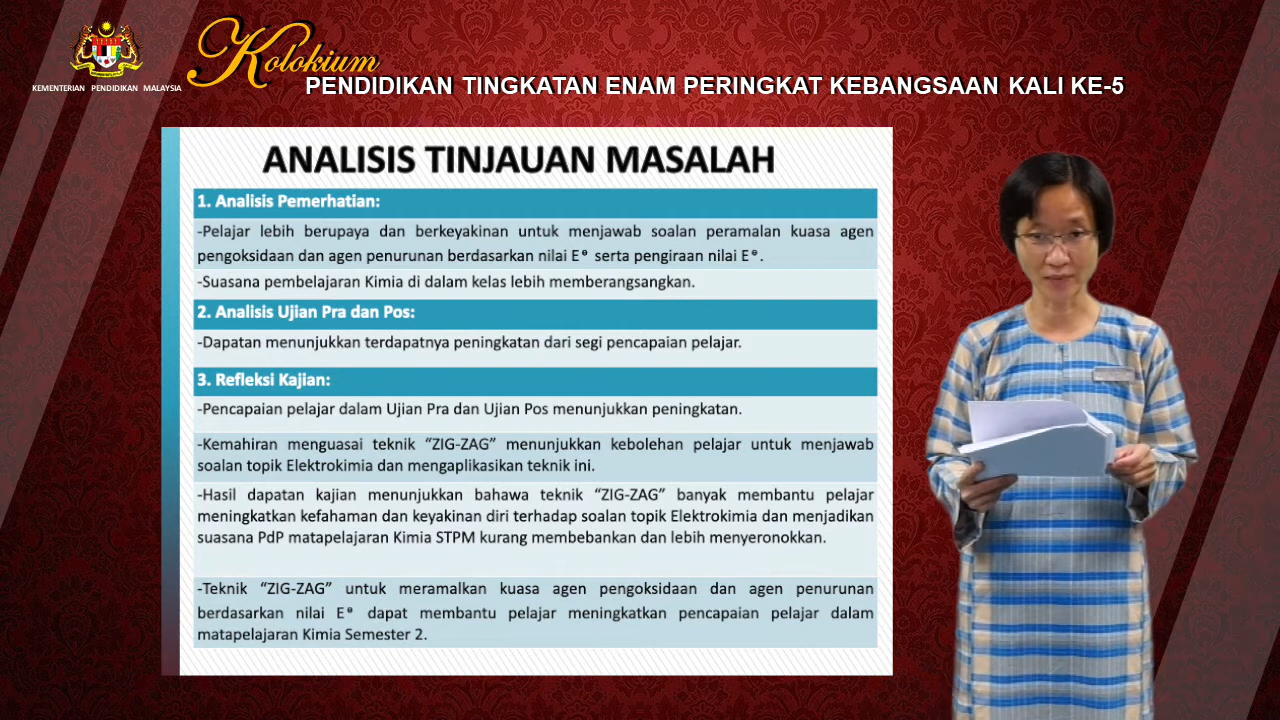 KEMENTERIAN PENDIDIKAN MALAYSIA
Kolokium
PENDIDIKAN TINGKATAN ENAM PERINGKAT KEBANGSAAN KALI KE-5
ANALISIS TINJAUAN MASALAH
1. Analisis Pemerhatian:
-Pelajar lebih berupaya dan berkeyakinan untuk menjawab soalan peramalan kuasa agen
pengoksidaan dan agen penurunan berdasarkan nilai E° serta pengiraan nilai E°.
-Suasana pembelajaran Kimia di dalam kelas lebih memberangsangkan.
2. Analisis Ujian Pra dan Pos:
-Dapatan menunjukkan terdapatnya peningkatan dari segi pencapaian pelajar.
3. Refleksi Kajian:
-Pencapaian pelajar dalam Ujian Pra dan Ujian Pos menunjukkan peningkatan.
-Kemahiran menguasai teknik “ZIG-ZAG” menunjukkan kebolehan pelajar untuk menjawab
soalan topik Elektrokimia dan mengaplikasikan teknik ini.
-Hasil dapatan kajian menunjukkan bahawa teknik “ZIG-ZAG” banyak membantu pelajar
meningkatkan kefahaman dan keyakinan diri terhadap soalan topik Elektrokimia dan menjadikan
suasana PdP matapelajaran Kimia STPM kurang membebankan dan lebih menyeronokkan.
-Teknik “ZIG-ZAG” untuk meramalkan kuasa agen pengoksidaan dan agen penurunan
berdasarkan nilai E° dapat membantu pelajar meningkatkan pencapaian pelajar dalam
matapelajaran Kimia Semester 2.